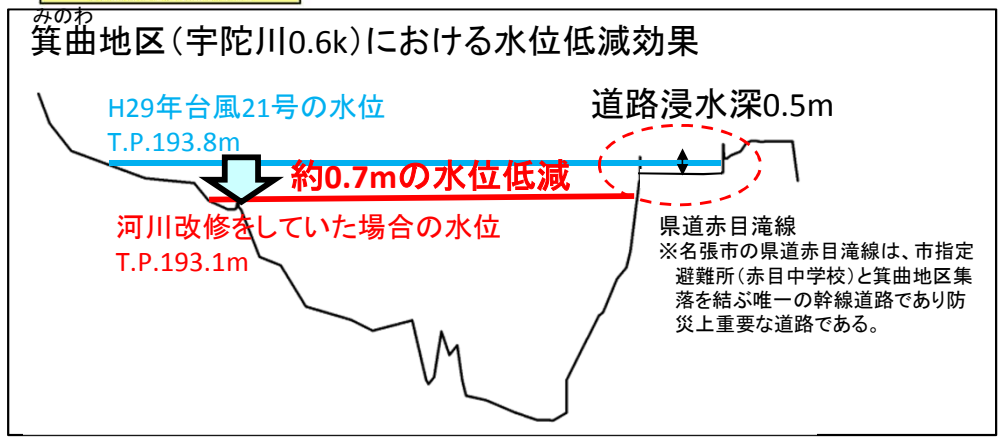 みのわ
箕曲地区（宇陀川0.6k）における水位低減効果
H29年台風21号の水位
T.P.193.8m
道路浸水深0.5m
約0.7mの水位低減
河川改修をしていた場合の水位
T.P.193.1m
県道赤目滝線
※名張市の県道赤目滝線は、市指定
避難所（赤目中学校）と箕曲地区集
落を結ぶ唯一の幹線道路であり防
災上重要な道路である。